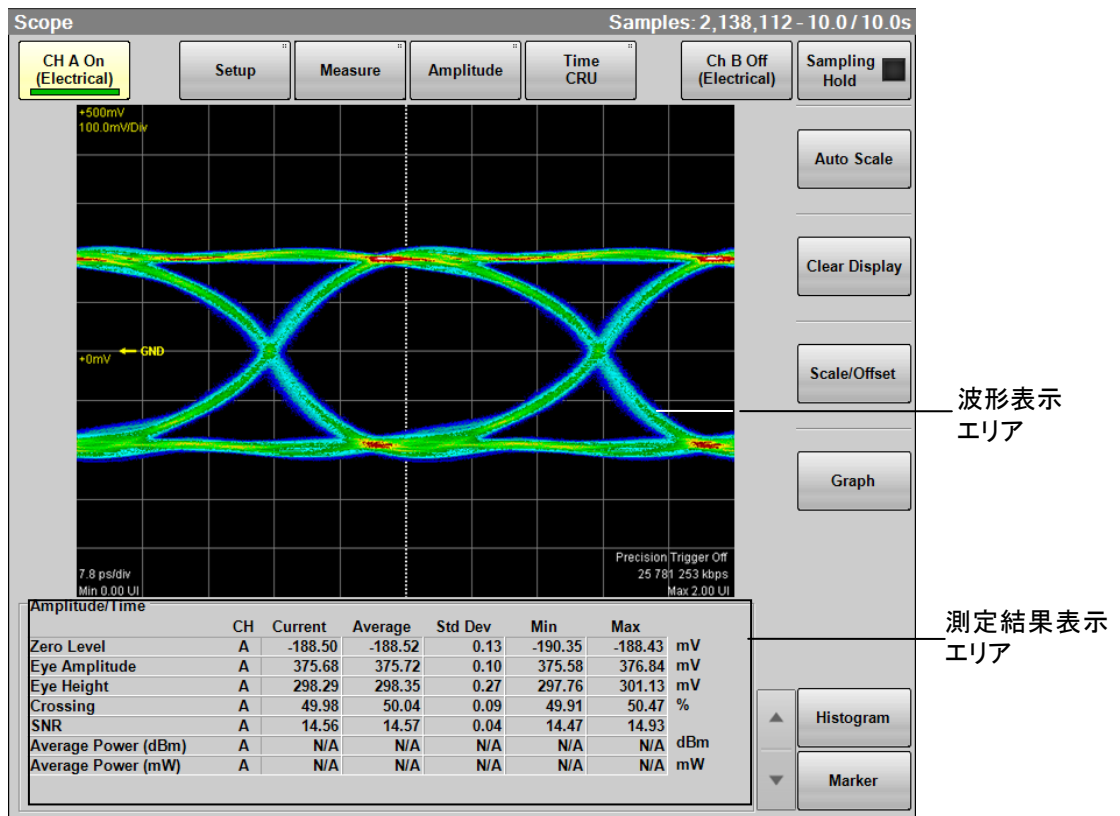 Scope
Samples: 2,138,112 - 10.0 / 10.0s
CH A On
(Electrical)
Setup
Measure
Amplitude
Time
CRU
Ch B Off
(Electrical)
Sampling
Hold
+500mV
100.0mV/Div
Auto Scale
Clear Display
+0mV
GND
Scale/Offset
波形表示
エリア
Graph
Precision Trigger Off
7.8 ps/div
25 781 253 kbps
Min 0.00 UI
Max 2.00 UI
Amplitude/Time
CH Current Average Std Dev Min Max
Zero Level A -188.50 -188.52 0.13 -190.35 -188.43 mV
Eye Amplitude A 375.68 375.72 0.10 375.58 376.84 mV
Eye Height A 298.29 298.35 0.27 297.76 301.13 mV
Crossing A 49.98 50.04 0.09 49.91 50.47 %
SNR A 14.56 14.57 0.04 14.47 14.93
Average Power (dBm) A N/A N/A N/A N/A N/A dBm
Average Power (mW) A N/A N/A N/A N/A N/A mW
測定結果表示
エリア
Histogram
Marker